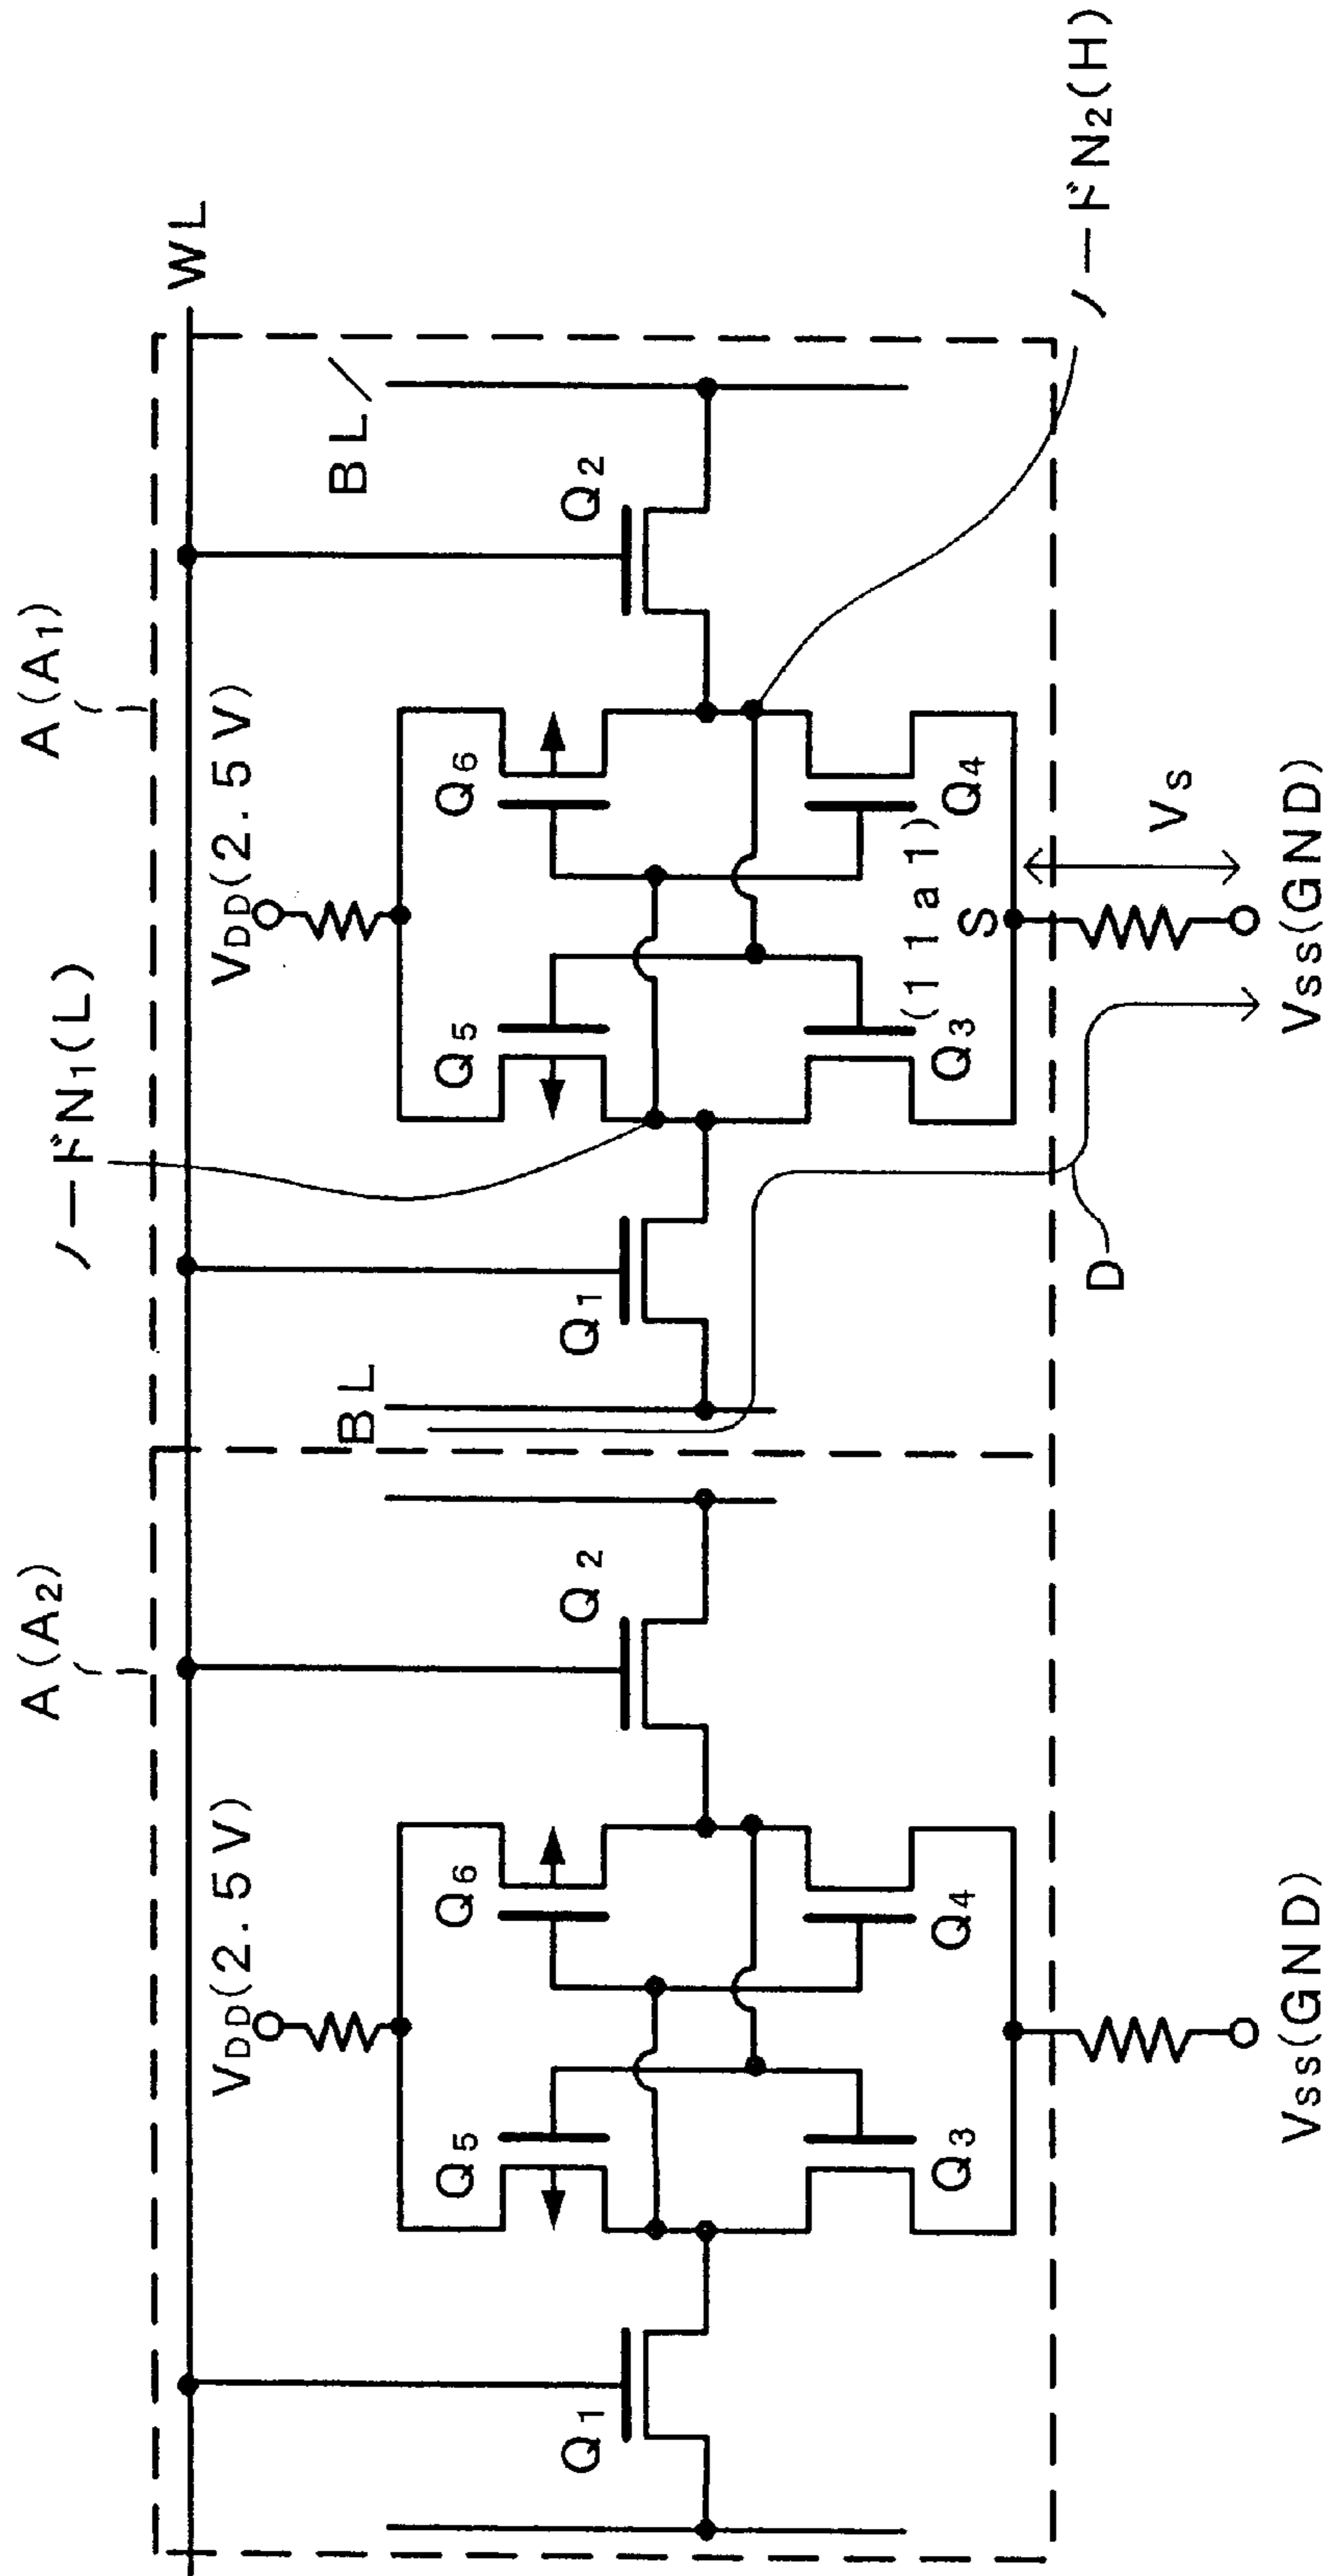 A(A2)
A(A1)
ノードN1(L)
WL
VDD(2.5V)
VDD(2.5V)
BL
BL
Q5
Q6
Q5
Q6
Q1
Q2
Q1
Q2
Q3
Q4
Q3
(11a1)
Q4
S
D
Vs
ノードN2(H)
Vss(GND)
Vss(GND)